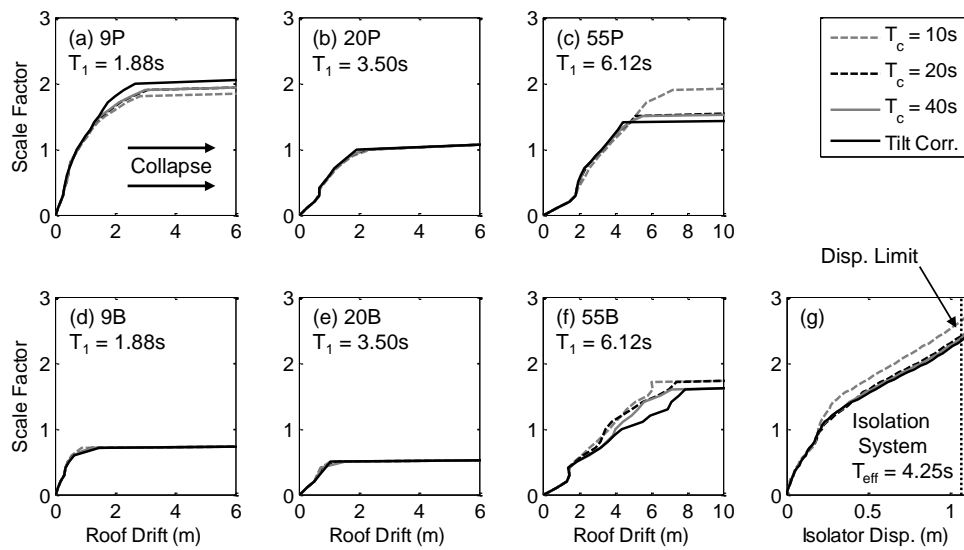 3
2
1
0
Scale Factor
(a) 9P
T1 = 1.88s
Collapse
0 2 4 6
3
2
1
0
(b) 20P
T1 = 3.50s
0 2 4 6
3
2
1
0
(c) 55P
T1 = 6.12s
0 2 4 6 8 10
Tc = 10s
Tc = 20s
Tc = 40s
Tilt Corr.
3
2
1
0
Scale Factor
(d) 9B
T1 = 1.88s
0 2 4 6
Roof Drift (m)
3
2
1
0
(e) 20B
T1 = 3.50s
0 2 4 6
Roof Drift (m)
3
2
1
0
(f) 55B
T1 = 6.12s
0 2 4 6 8 10
Roof Drift (m)
Disp. Limit
3
2
1
0
(g)
Isolation
System
Teff = 4.25s
0 0.5 1
Isolator Disp. (m)